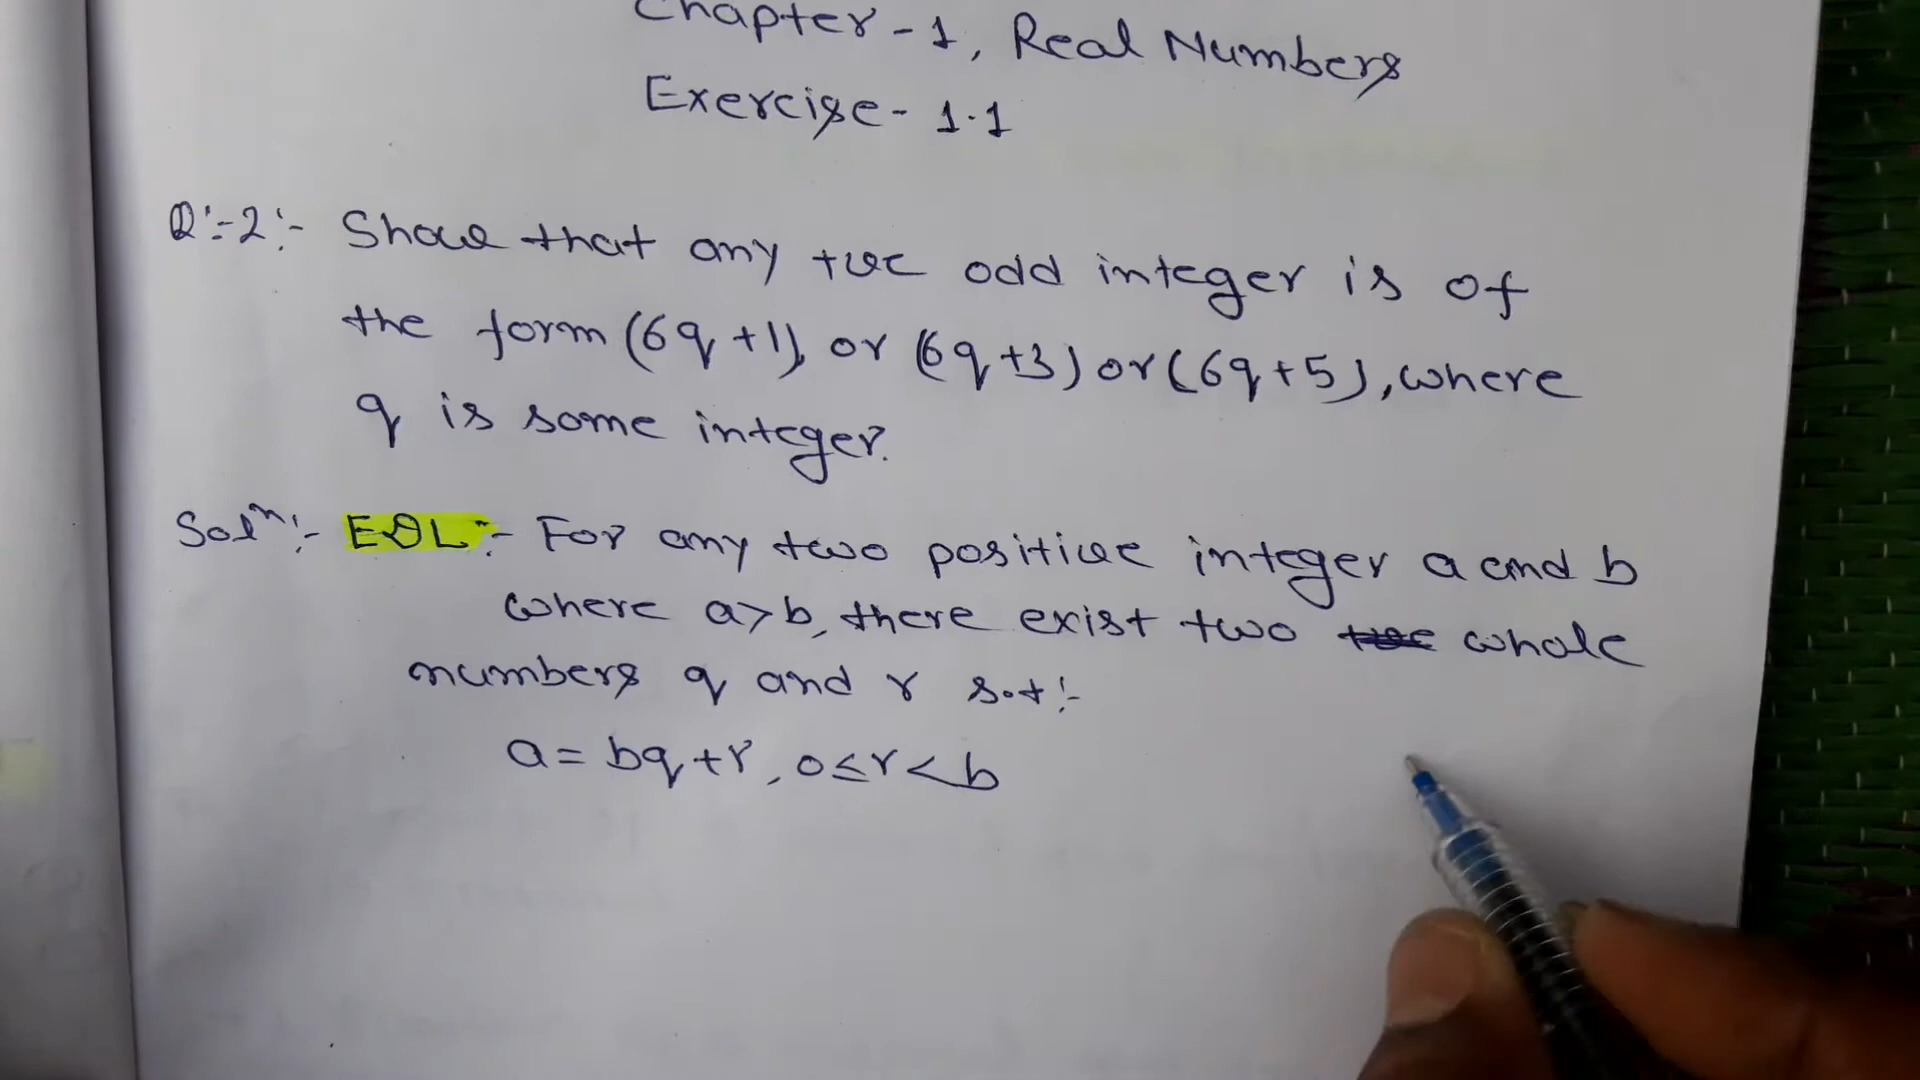 Chapter-1, Real Numbers
Exercise- 1.1
Q:-2:- Show that any +ve odd integer is of
the form (6q+1), or (6q+3) or (6q+5), where
q is some integer.
Solⁿ:- EDL:- For any two positive integer a and b
where a>b, there exist two whole
numbers q and r s.t:-
a = bq+r, 0≤r<b